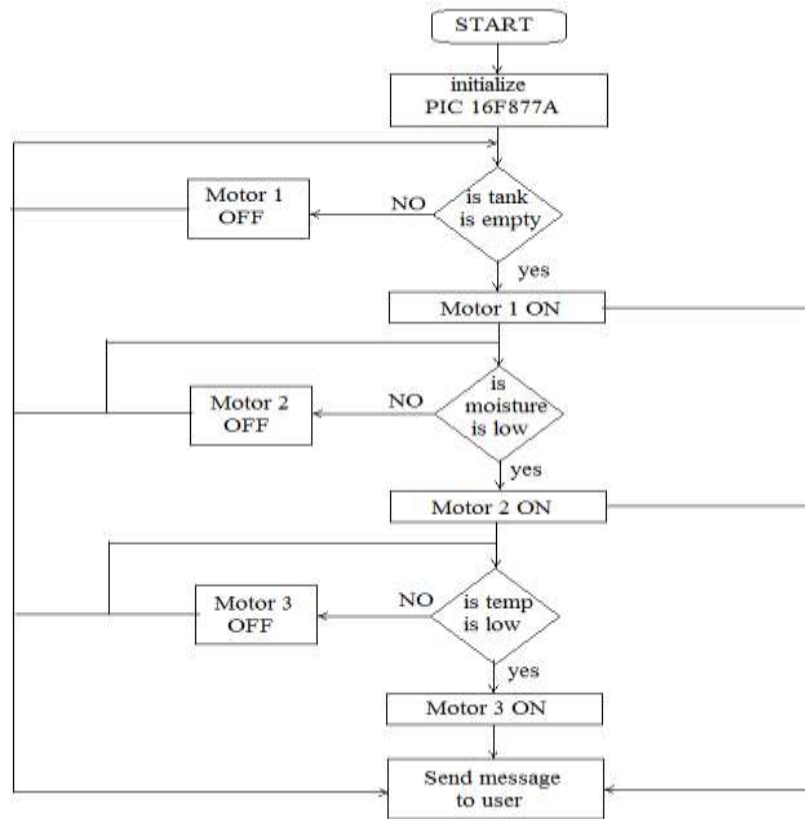 START
initialize
PIC 16F877A
Motor 1
OFF
NO
is tank
is empty
yes
Motor 1 ON
Motor 2
OFF
NO
is
moisture
is low
yes
Motor 2 ON
Motor 3
OFF
NO
is temp
is low
yes
Motor 3 ON
Send message
to user